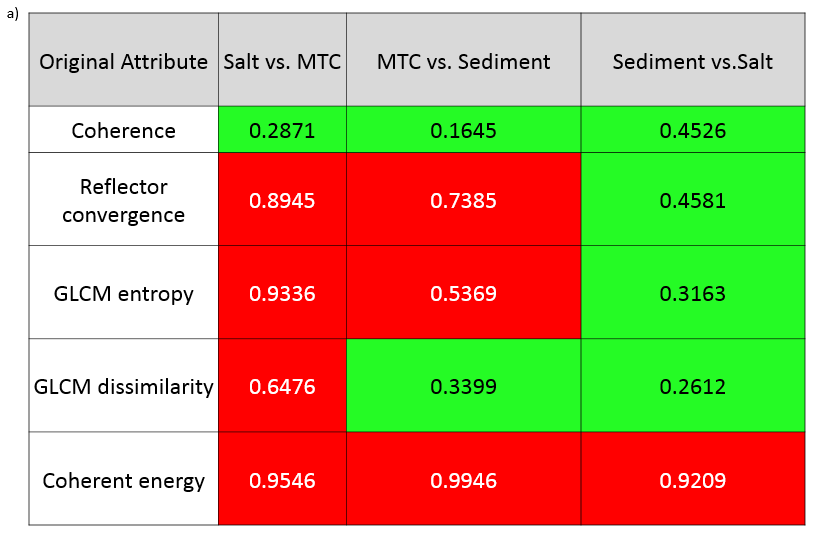 a)
Original Attribute Salt vs. MTC MTC vs. Sediment Sediment vs.Salt
Coherence 0.2871 0.1645 0.4526
Reflector
convergence 0.8945 0.7385 0.4581
GLCM entropy 0.9336 0.5369 0.3163
GLCM dissimilarity 0.6476 0.3399 0.2612
Coherent energy 0.9546 0.9946 0.9209